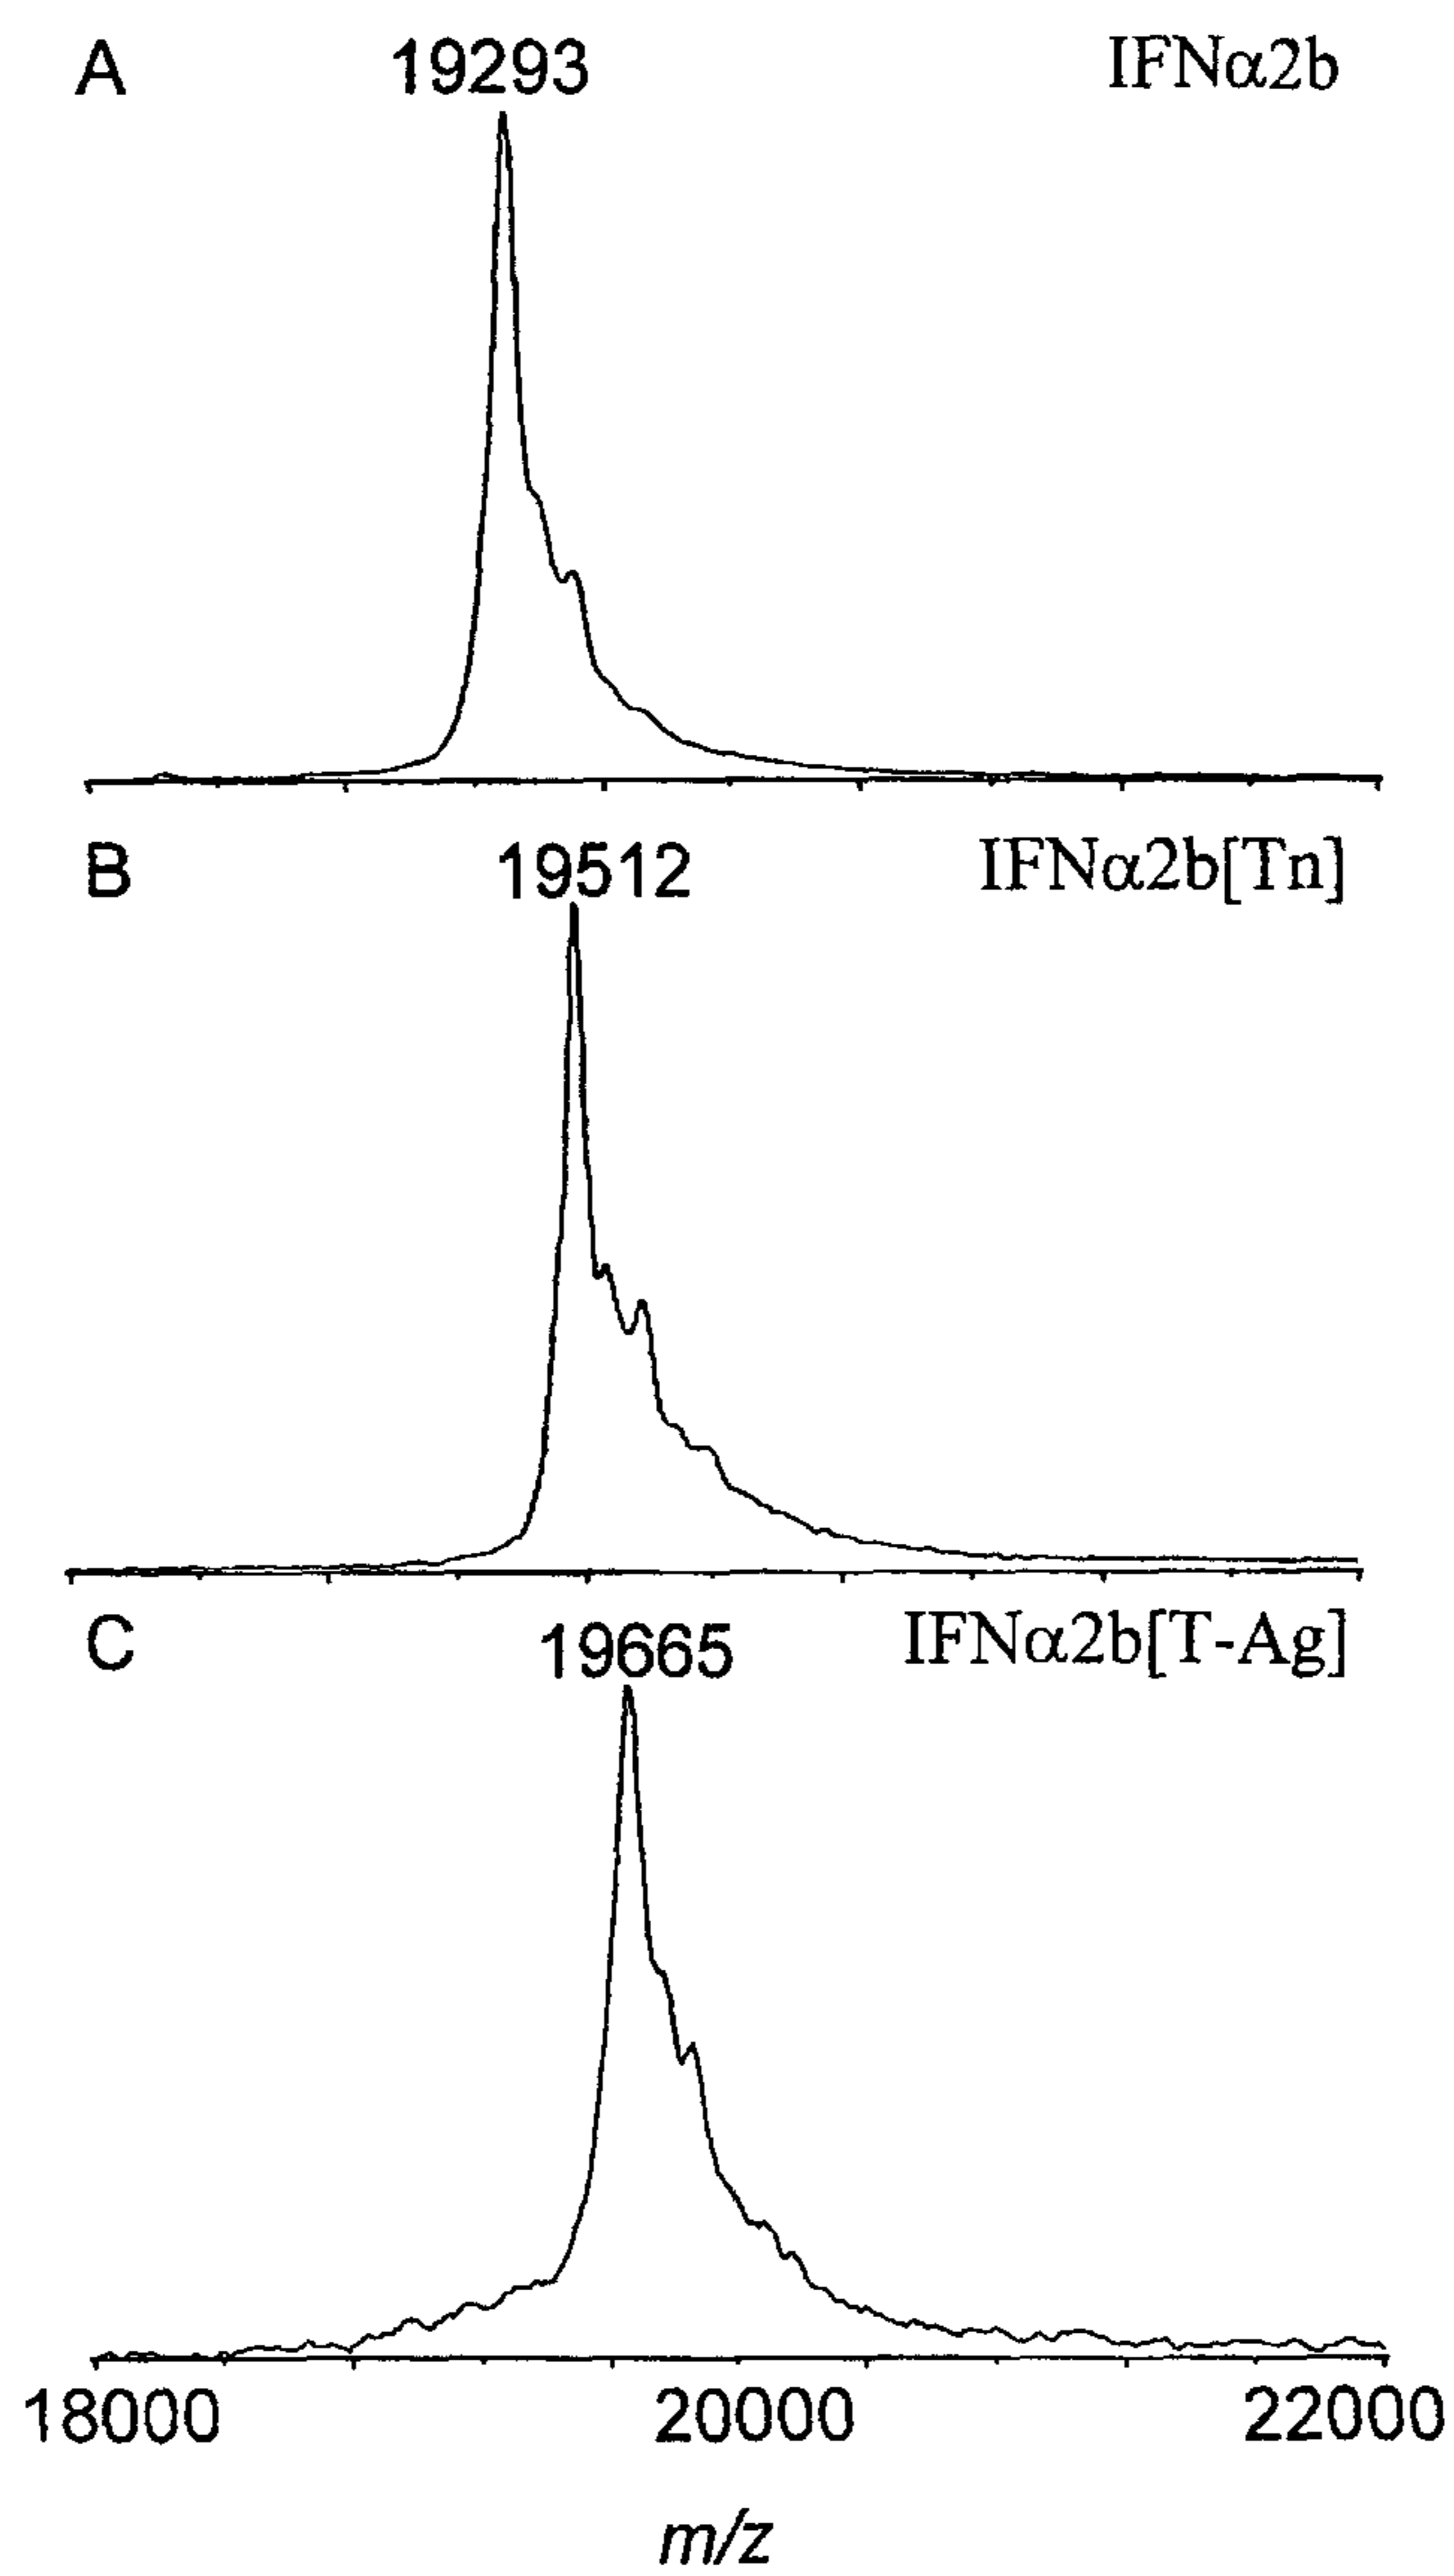 A 19293 IFNα2b
B 19512 IFNα2b[Tn]
C 19665 IFNα2b[T-Ag]
18000 20000 22000
m/z